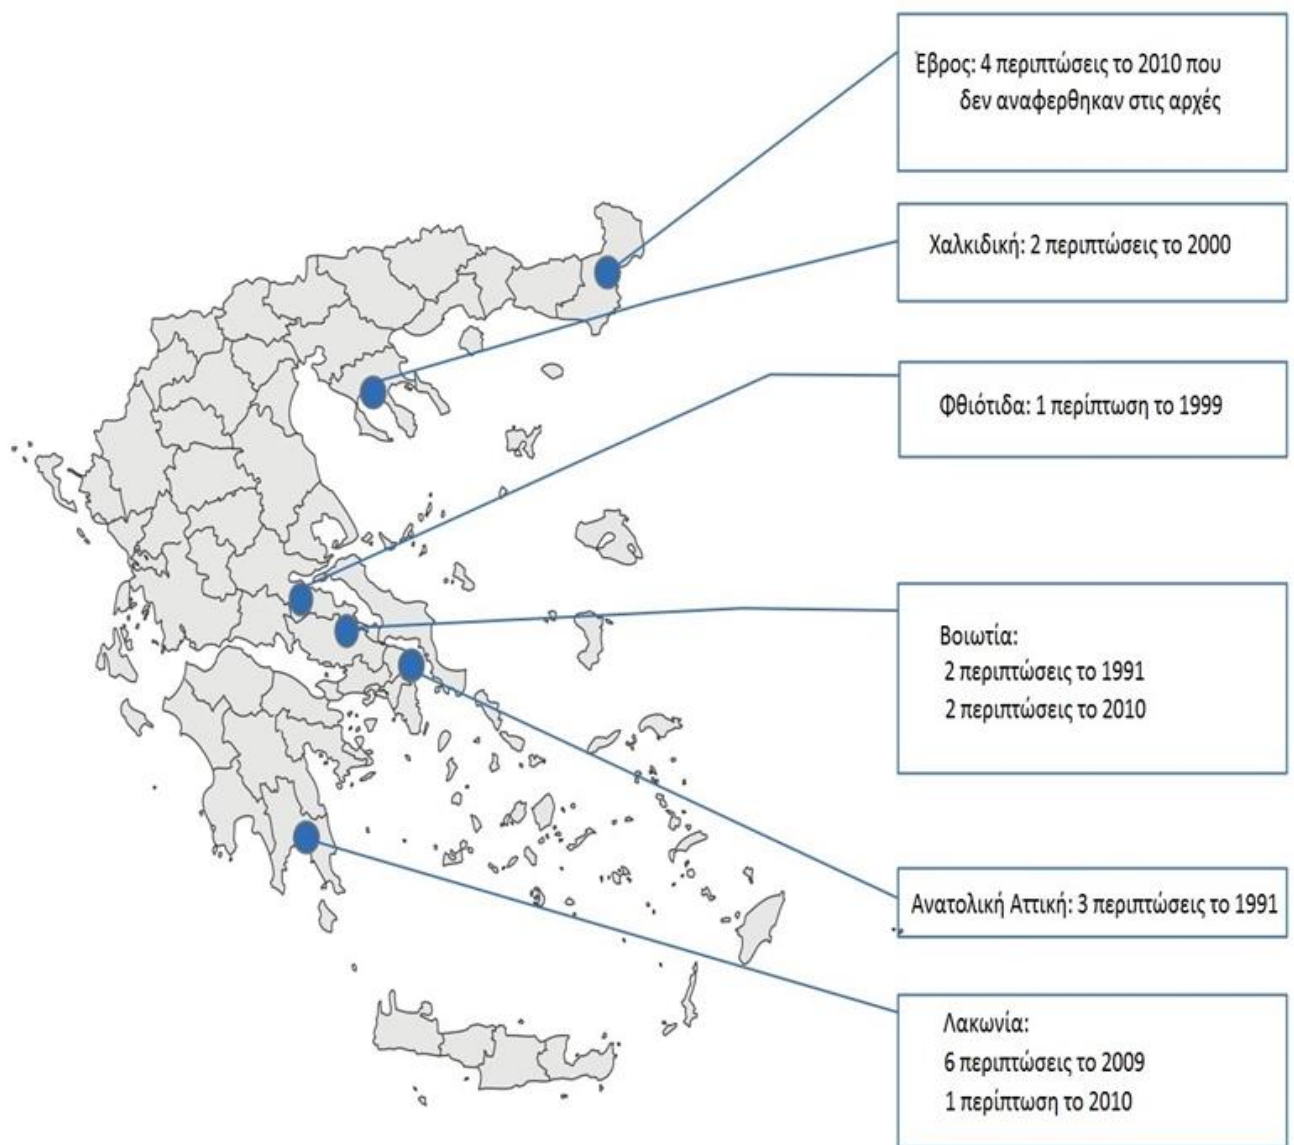 Έβρος: 4 περιπτώσεις το 2010 που
δεν αναφερθηκαν στις αρχές
Χαλκιδική: 2 περιπτώσεις το 2000
Φθιότιδα: 1 περίπτωση το 1999
Βοιωτία:
2 περιπτώσεις το 1991
2 περιπτώσεις το 2010
Ανατολική Αττική: 3 περιπτώσεις το 1991
Λακωνία:
6 περιπτώσεις το 2009
1 περίπτωση το 2010